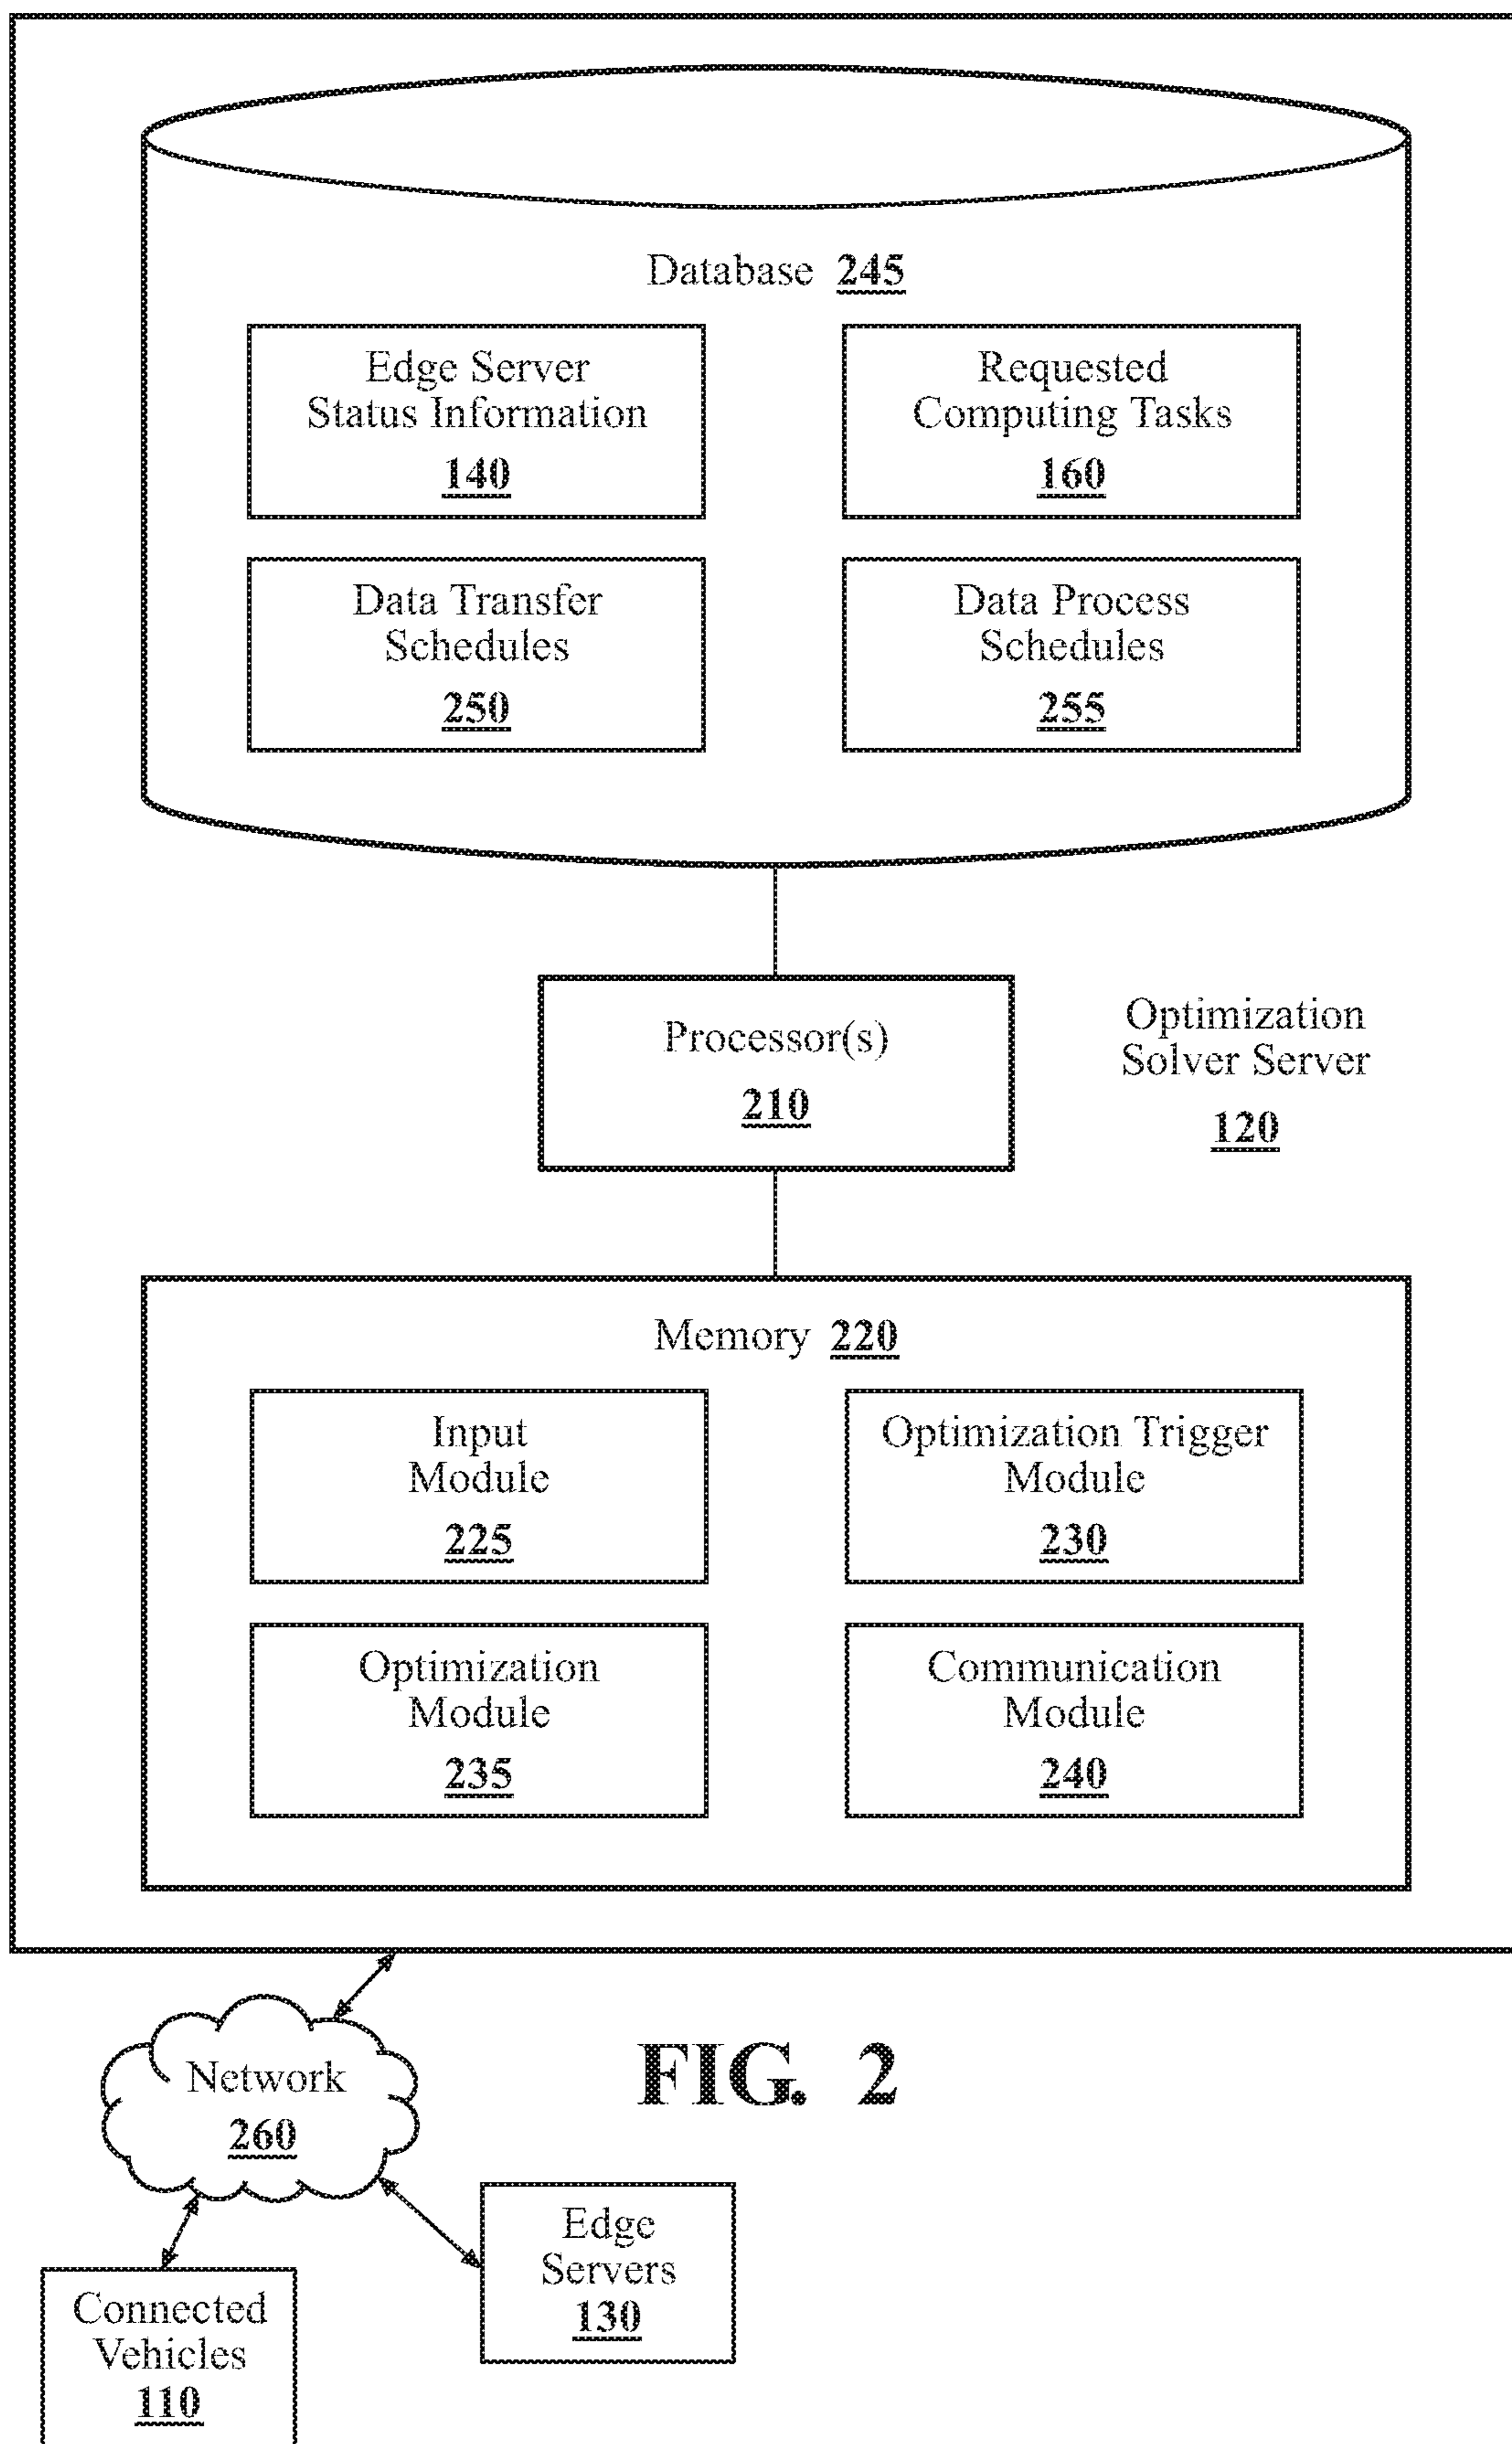 Database 245
Edge Server
Status Information
140
Requested
Computing Tasks
160
Data Transfer
Schedules
250
Data Process
Schedules
255
Processor(s)
210
Optimization
Solver Server
120
Memory 220
Input
Module
225
Optimization Trigger
Module
230
Optimization
Module
235
Communication
Module
240
Network
260
FIG. 2
Edge
Servers
130
Connected
Vehicles
110